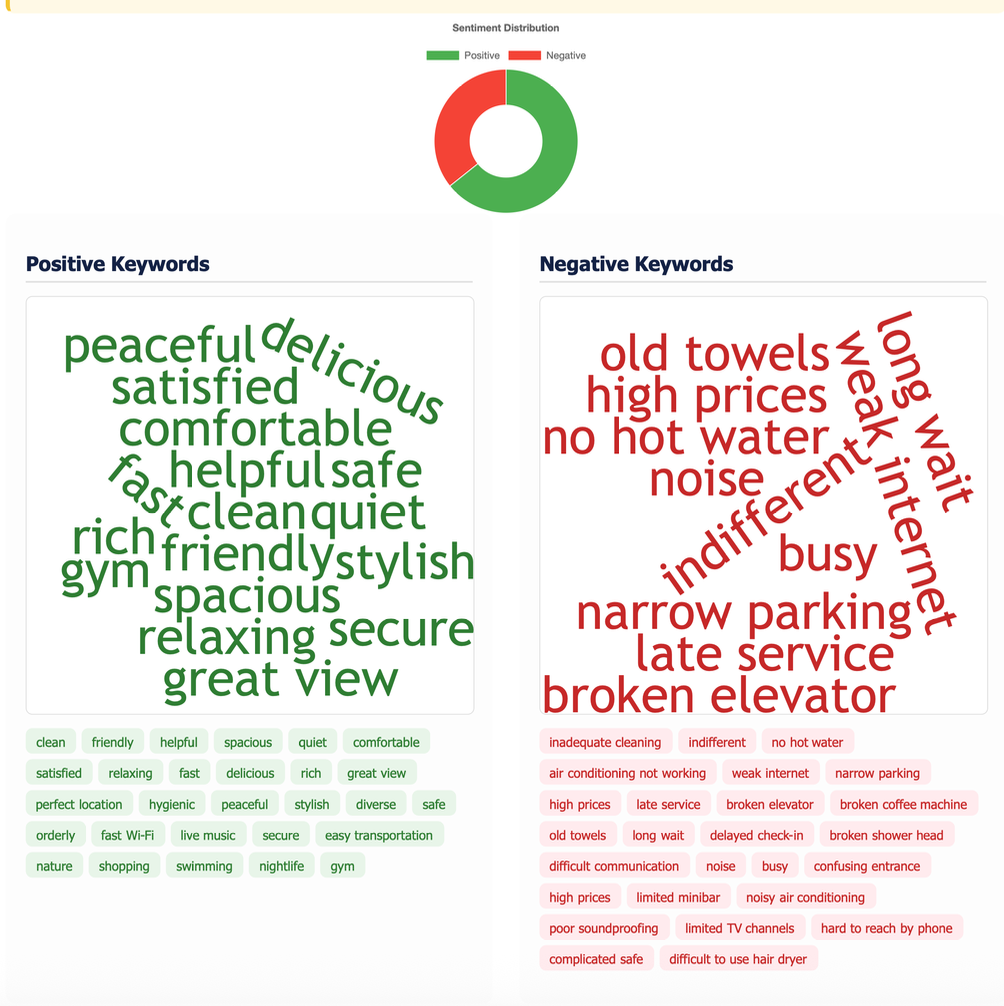 Sentiment Distribution
Positive Negative
Positive Keywords
peaceful
delicious
satisfied
comfortable
helpful safe
fast
clean quiet
rich
friendly stylish
gym
spacious
relaxing secure
great view
clean friendly helpful spacious quiet comfortable
satisfied relaxing fast delicious rich great view
perfect location hygienic peaceful stylish diverse safe
orderly fast Wi-Fi live music secure easy transportation
nature shopping swimming nightlife gym
Negative Keywords
long wait
old towels
weak internet
high prices
no hot water
noise
indifferent
busy
narrow parking
late service
broken elevator
inadequate cleaning indifferent no hot water
air conditioning not working weak internet narrow parking
high prices late service broken elevator broken coffee machine
old towels long wait delayed check-in broken shower head
difficult communication noise busy confusing entrance
high prices limited minibar noisy air conditioning
poor soundproofing limited TV channels hard to reach by phone
complicated safe difficult to use hair dryer